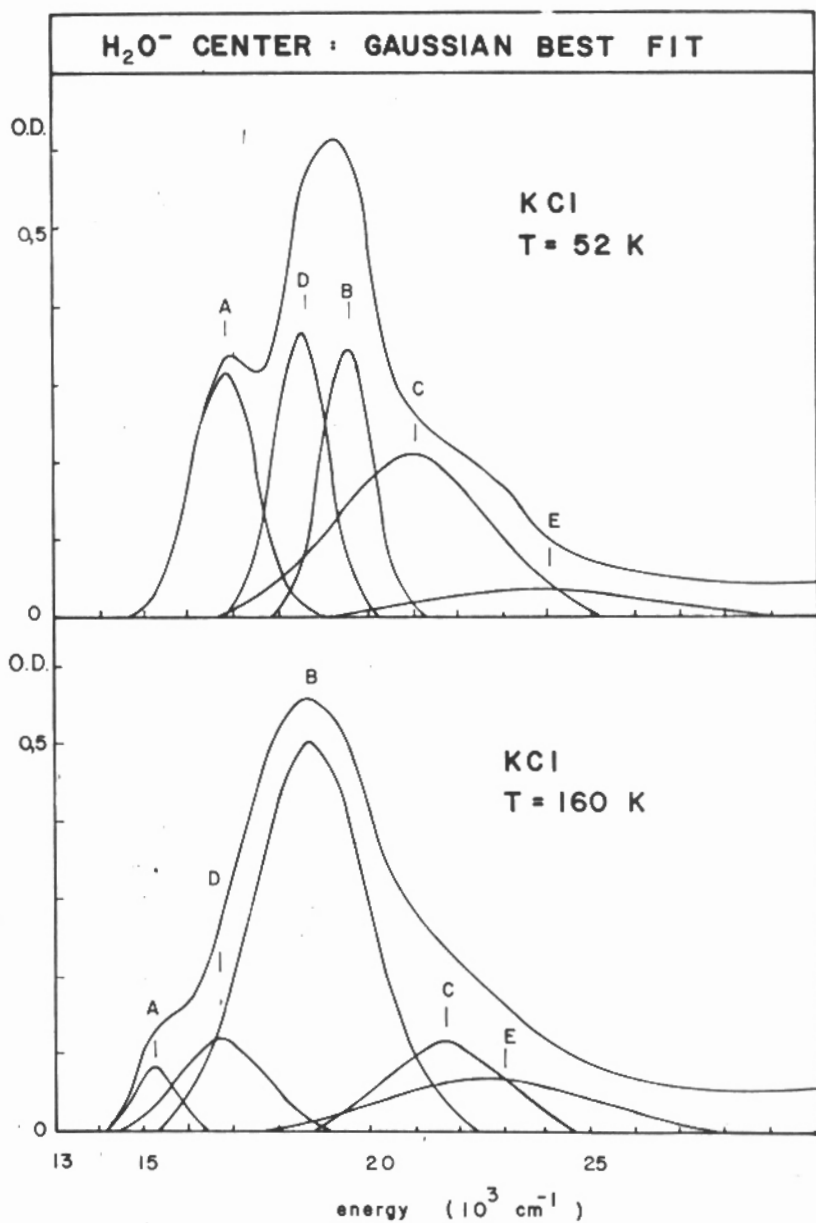 H₂O⁻ CENTER : GAUSSIAN BEST FIT
O.D.
KCl
T = 52 K
0,5
A
D
B
C
E
0
O.D.
B
KCl
T = 160 K
0,5
D
A
C
E
0
13 15 20 25
energy (10³ cm⁻¹)